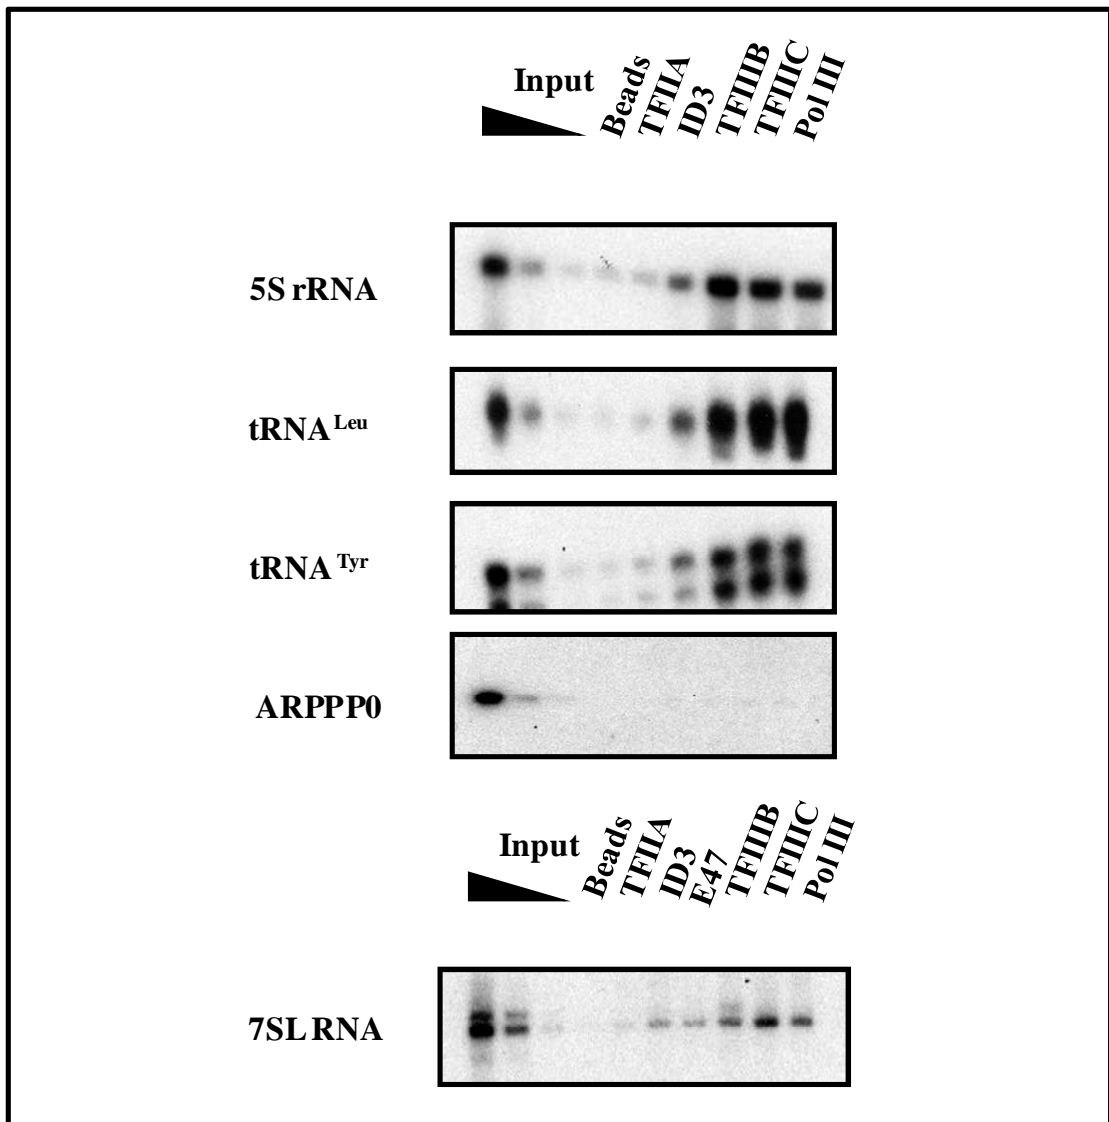 Input Beads TFIIA ID3 TFIIIB TFIIIC Pol III
5S rRNA
tRNA Leu
tRNA Tyr
ARPPP0
Input Beads TFIIA ID3 E47 TFIIIB TFIIIC Pol III
7SL RNA